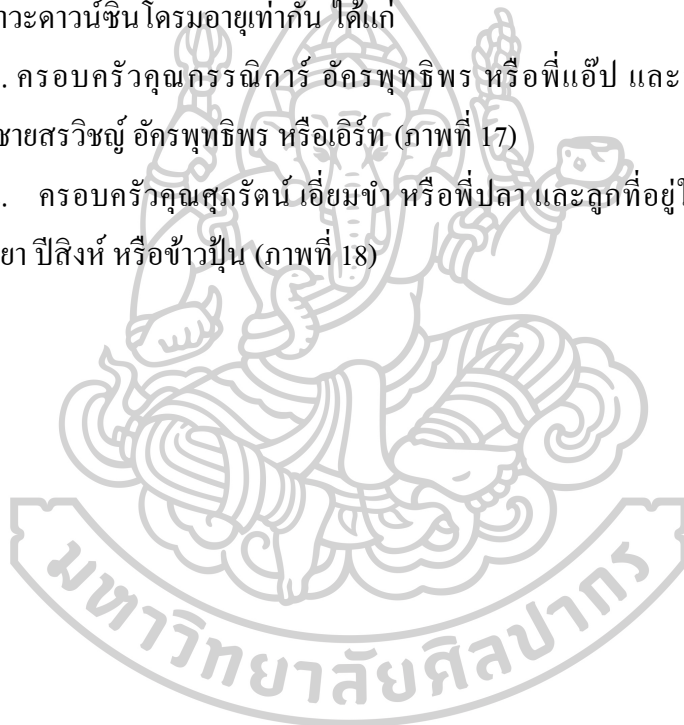 าวะดาวน์ซินโดรมอายุเท่ากัน ได้แก่
. ครอบครัวคุณกรรณิการ์ อัครพุทธิพร หรือพี่แอ๊ป และ
ชายสรวิชญ์ อัครพุทธิพร หรือเอิร์ท (ภาพที่ 17)
. ครอบครัวคุณศุภรัตน์ เอี่ยมขำ หรือพี่ปลา และลูกที่อยู่ใ
ยา ปีสิงห์ หรือข้าวปุ้น (ภาพที่ 18)
มหาวิทยาลัยศิลปากร